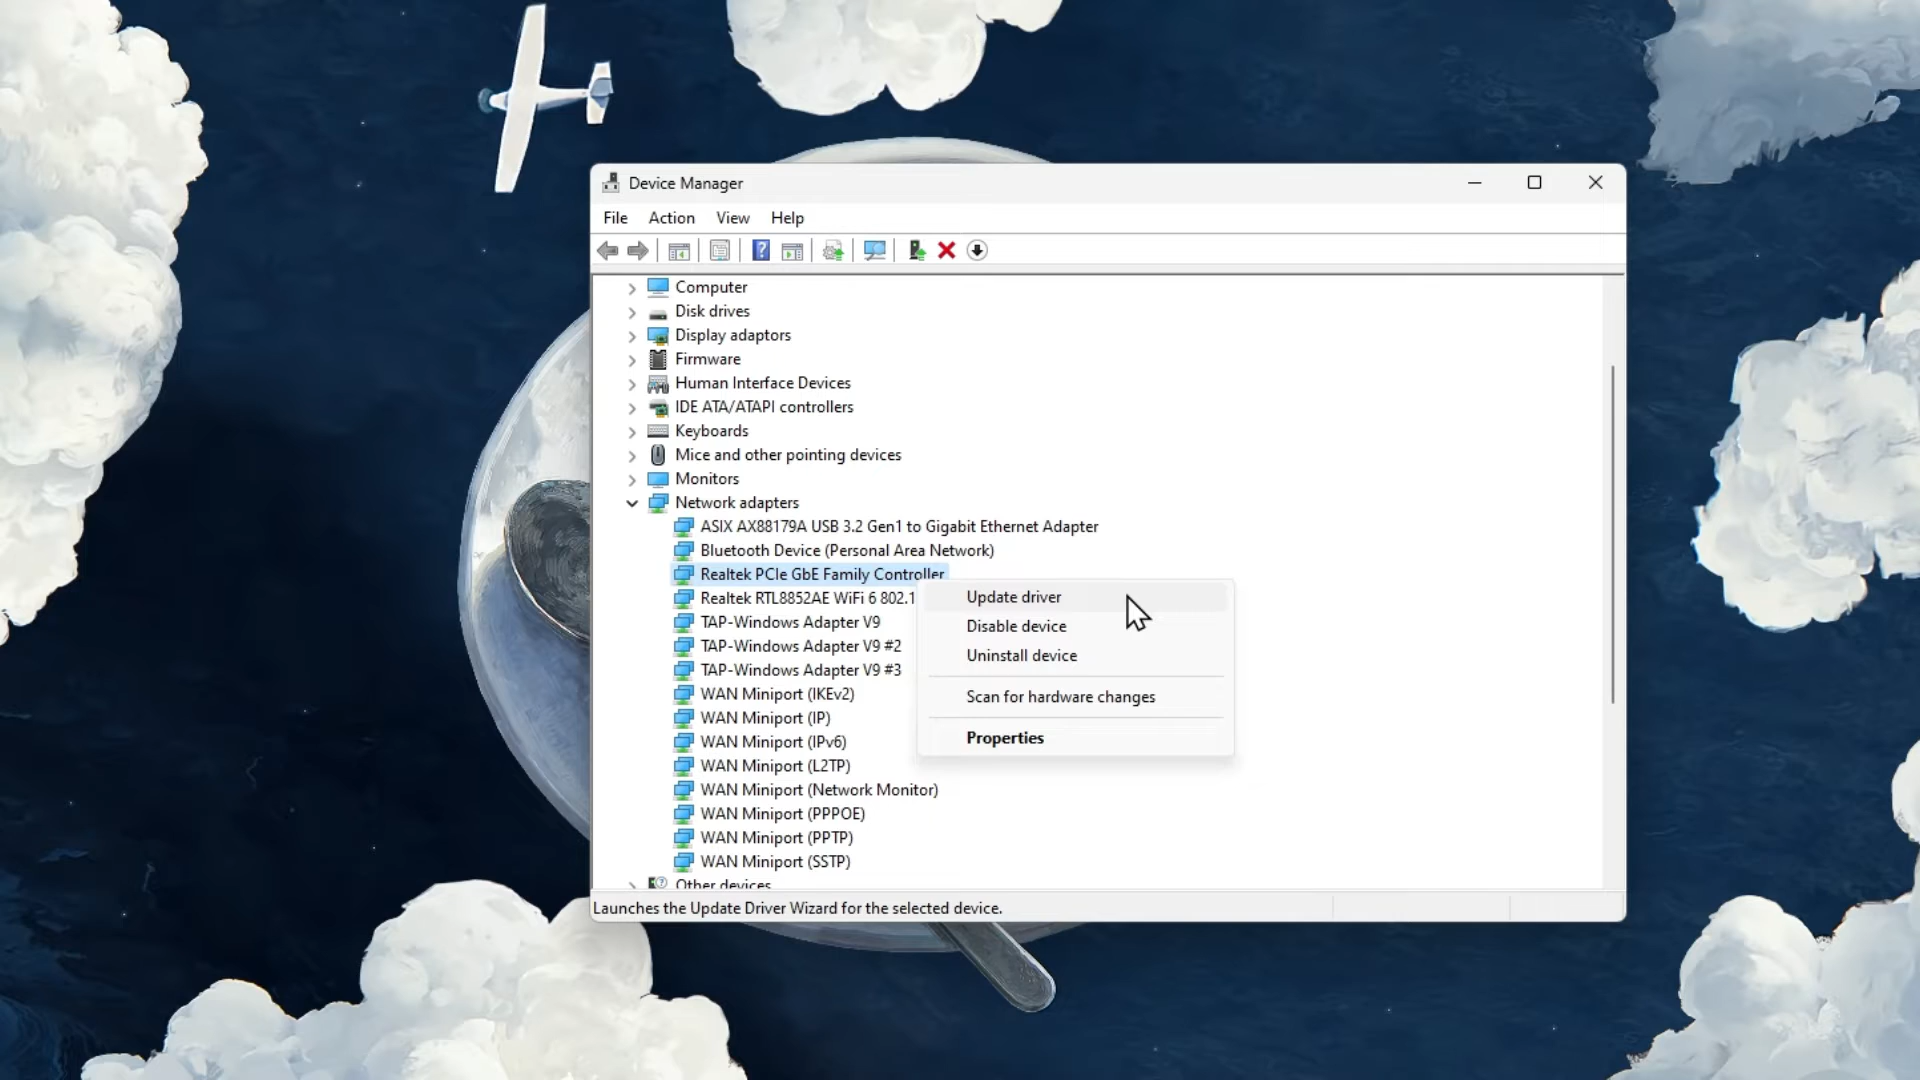 Device Manager
File Action View Help
Computer
Disk drives
Display adaptors
Firmware
Human Interface Devices
IDE ATA/ATAPI controllers
Keyboards
Mice and other pointing devices
Monitors
Network adapters
ASIX AX88179A USB 3.2 Gen1 to Gigabit Ethernet Adapter
Bluetooth Device (Personal Area Network)
Realtek PCIe GbE Family Controller
Realtek RTL8852AE WiFi 6 802.1
TAP-Windows Adapter V9
TAP-Windows Adapter V9 #2
TAP-Windows Adapter V9 #3
WAN Miniport (IKEv2)
WAN Miniport (IP)
WAN Miniport (IPv6)
WAN Miniport (L2TP)
WAN Miniport (Network Monitor)
WAN Miniport (PPPOE)
WAN Miniport (PPTP)
WAN Miniport (SSTP)
Other devices
Update driver
Disable device
Uninstall device
Scan for hardware changes
Properties
Launches the Update Driver Wizard for the selected device.